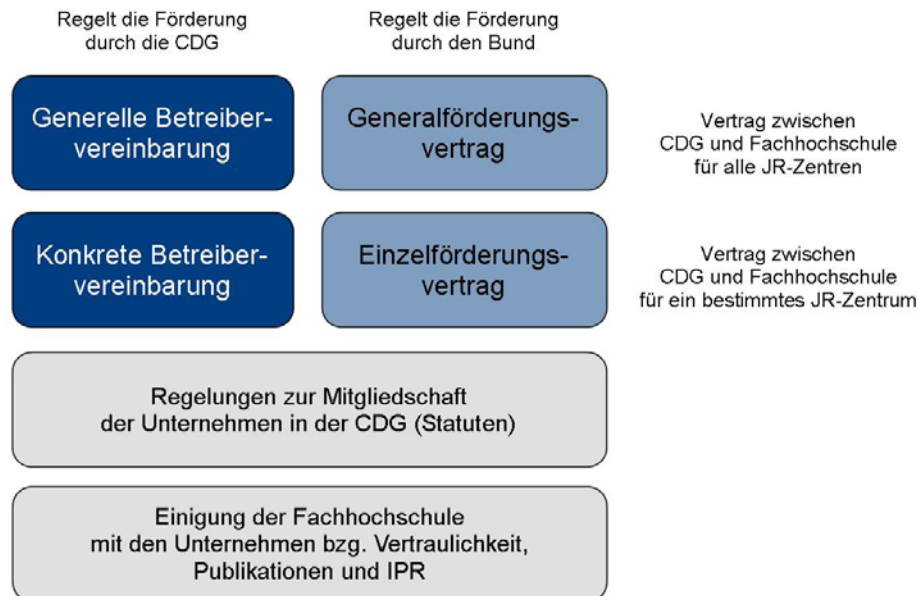 Regelt die Förderung
durch die CDG
Regelt die Förderung
durch den Bund
Generelle Betreiber-
vereinbarung
Generalförderungs-
vertrag
Vertrag zwischen
CDG und Fachhochschule
für alle JR-Zentren
Konkrete Betreiber-
vereinbarung
Einzelförderungs-
vertrag
Vertrag zwischen
CDG und Fachhochschule
für ein bestimmtes JR-Zentrum
Regelungen zur Mitgliedschaft
der Unternehmen in der CDG (Statuten)
Einigung der Fachhochschule
mit den Unternehmen bzg. Vertraulichkeit,
Publikationen und IPR